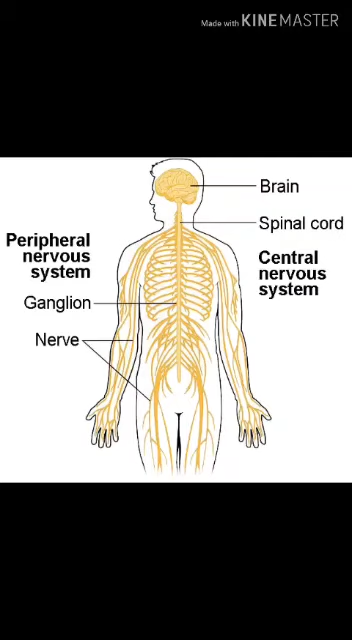 Made with KINEMASTER
Brain
Spinal cord
Peripheral
nervous
system
Central
nervous
system
Ganglion
Nerve